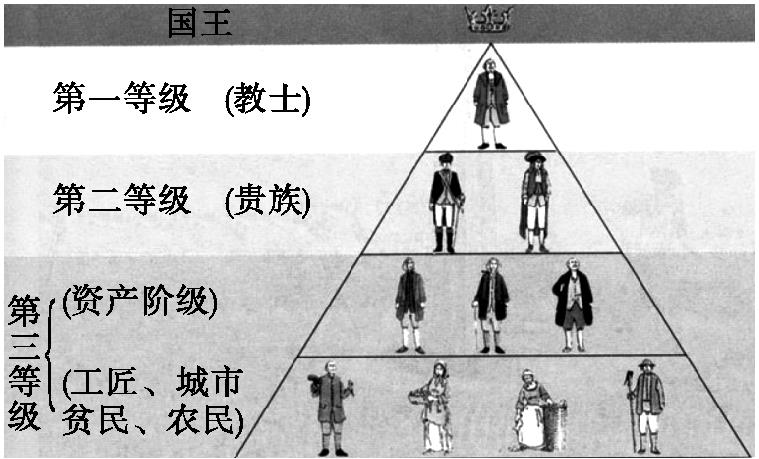 国王
第一等级 (教士)
第二等级 (贵族)
第三等级
(资产阶级)
(工匠、城市
贫民、农民)